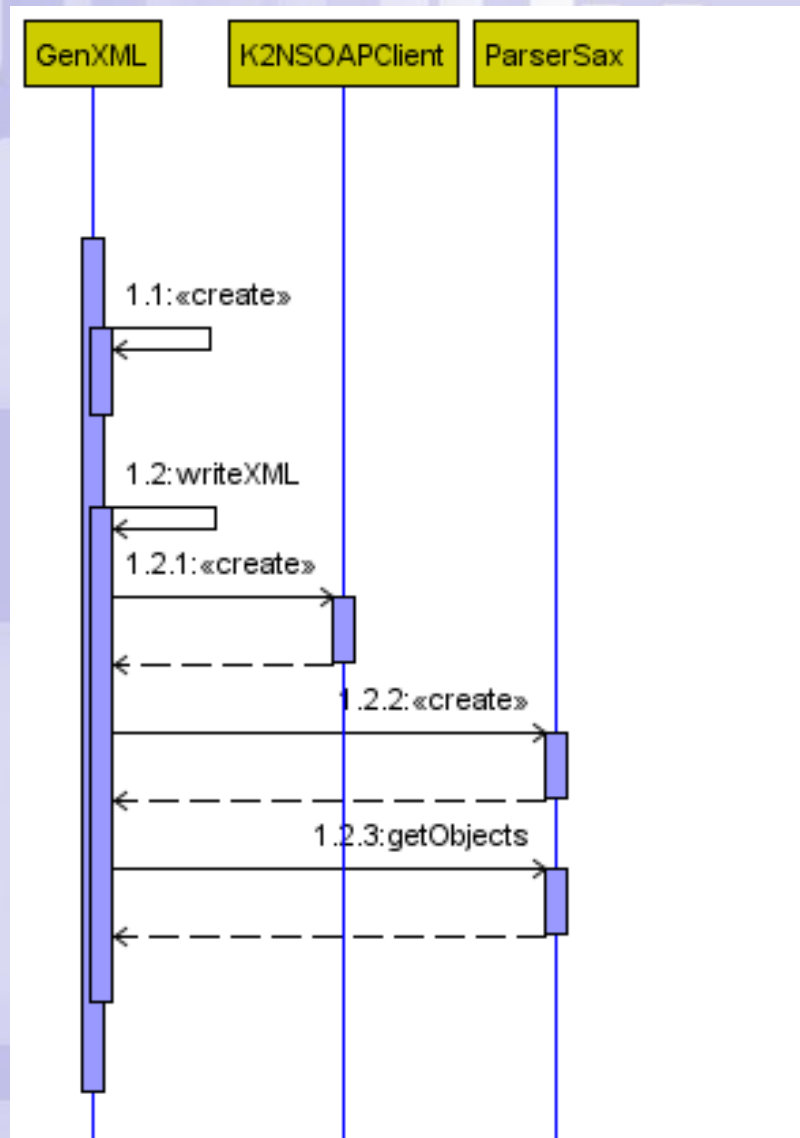 GenXML K2NSOAPClient ParserSax
1.1:«create»
1.2:writeXML
1.2.1:«create»
1.2.2:«create»
1.2.3:getObjects